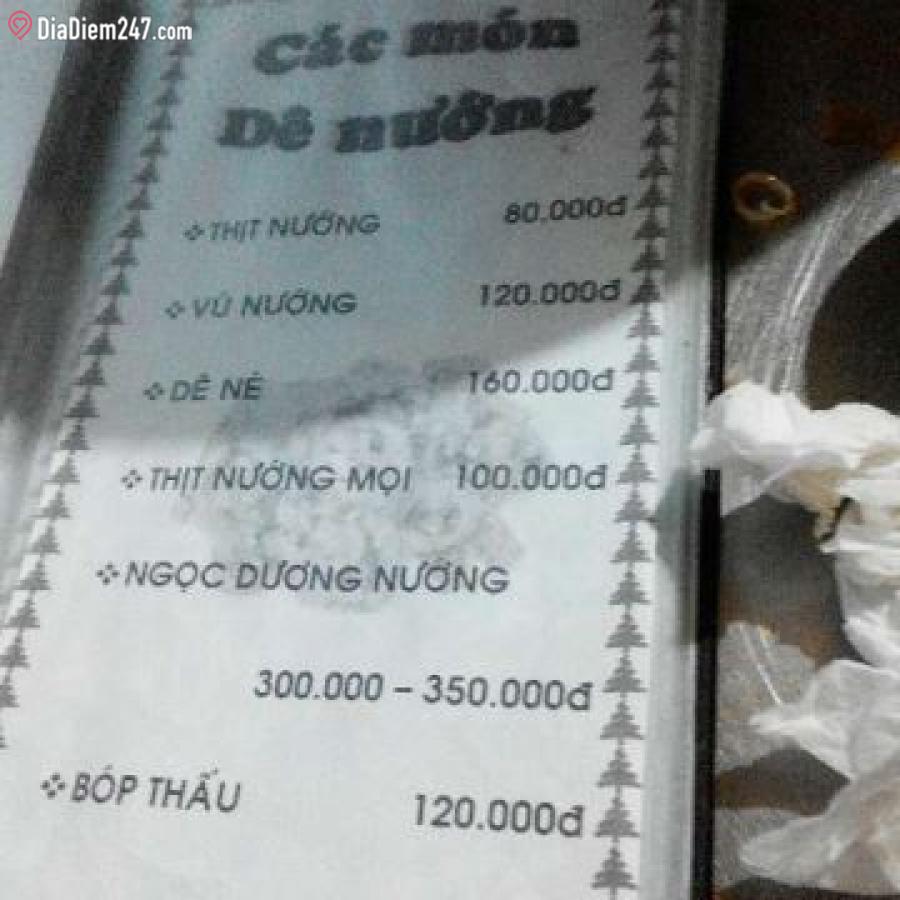 DiaDiem247.com
Các món
Dê nướng
❖ THỊT NƯỚNG 80.000đ
❖ VÚ NƯỚNG 120.000đ
❖ DÊ NÉ 160.000đ
❖ THỊT NƯỚNG MỌI 100.000đ
❖ NGỌC DƯƠNG NƯỚNG
300.000 – 350.000đ
❖ BÓP THẤU 120.000đ